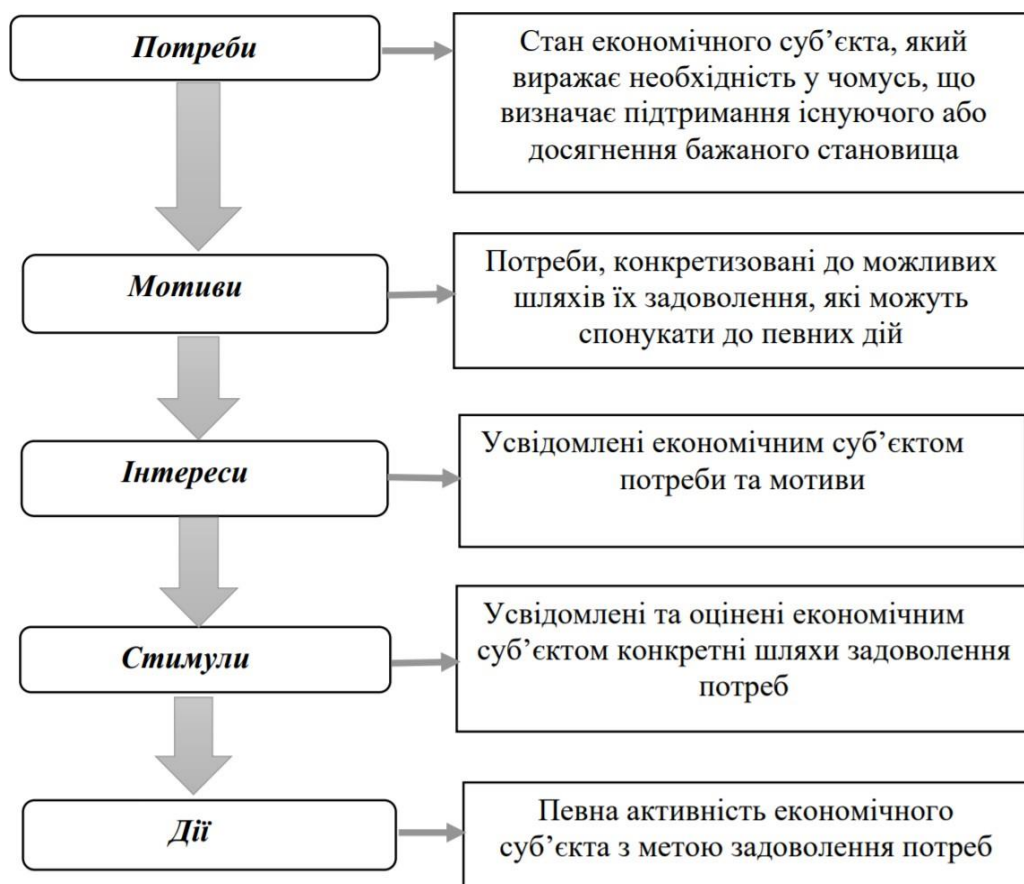 Потреби
Стан економічного суб’єкта, який
виражає необхідність у чомусь, що
визначає підтримання існуючого або
досягнення бажаного становища
Мотиви
Потреби, конкретизовані до можливих
шляхів їх задоволення, які можуть
спонукати до певних дій
Інтереси
Усвідомлені економічним суб’єктом
потреби та мотиви
Стимули
Усвідомлені та оцінені економічним
суб’єктом конкретні шляхи задоволення
потреб
Дії
Певна активність економічного
суб’єкта з метою задоволення потреб